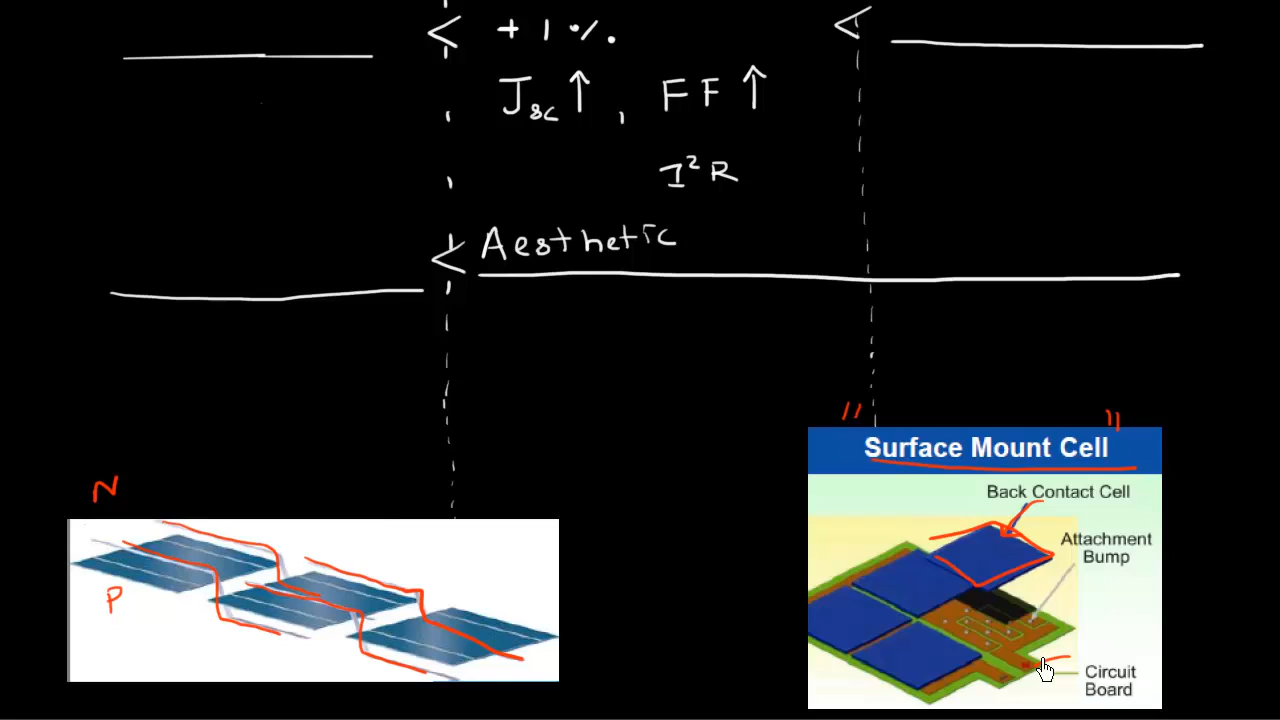 < + 1 %. <
Jsc ↑ , FF ↑
I²R
< Aesthetic
" "
Surface Mount Cell
Back Contact Cell
Attachment
Bump
N
P
Circuit
Board